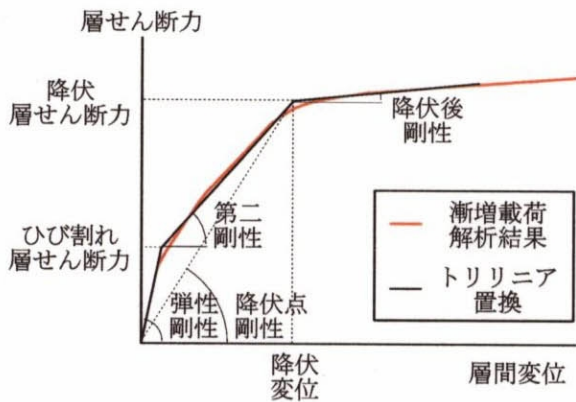 層せん断力
降伏
層せん断力
降伏後
剛性
第二
剛性
ひび割れ
層せん断力
漸増載荷
解析結果
トリリニア
置換
弾性
剛性
降伏点
剛性
降伏
変位
層間変位